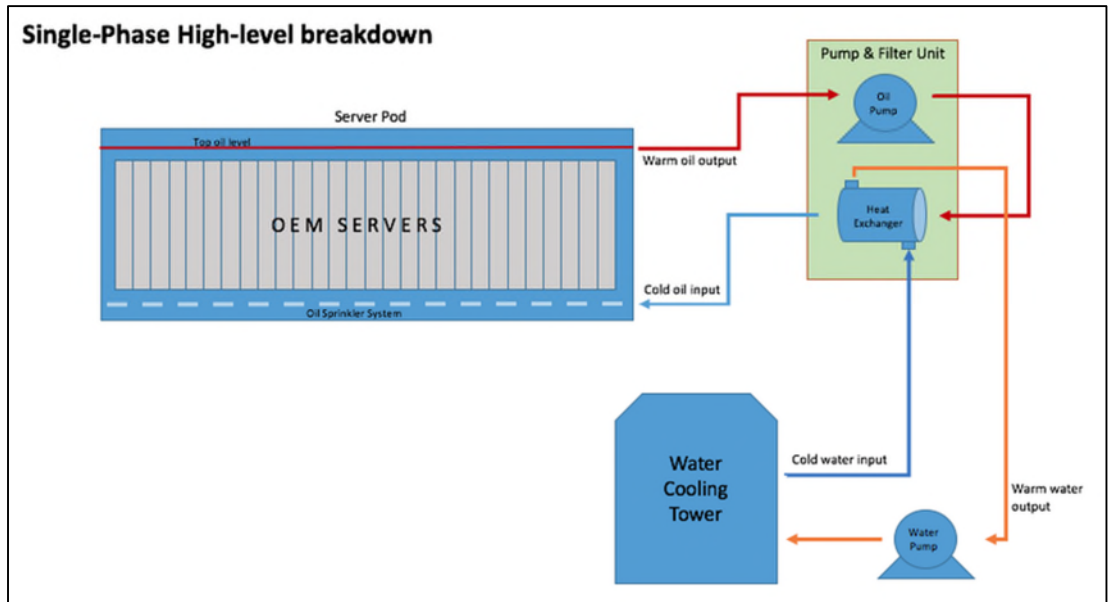 Single-Phase High-level breakdown
Pump & Filter Unit
Oil
Pump
Server Pod
Top oil level
Warm oil output
OEM SERVERS
Heat
Exchanger
Cold oil input
Oil Sprinkler System
Water
Cooling
Tower
Cold water input
Warm water
output
Water
Pump